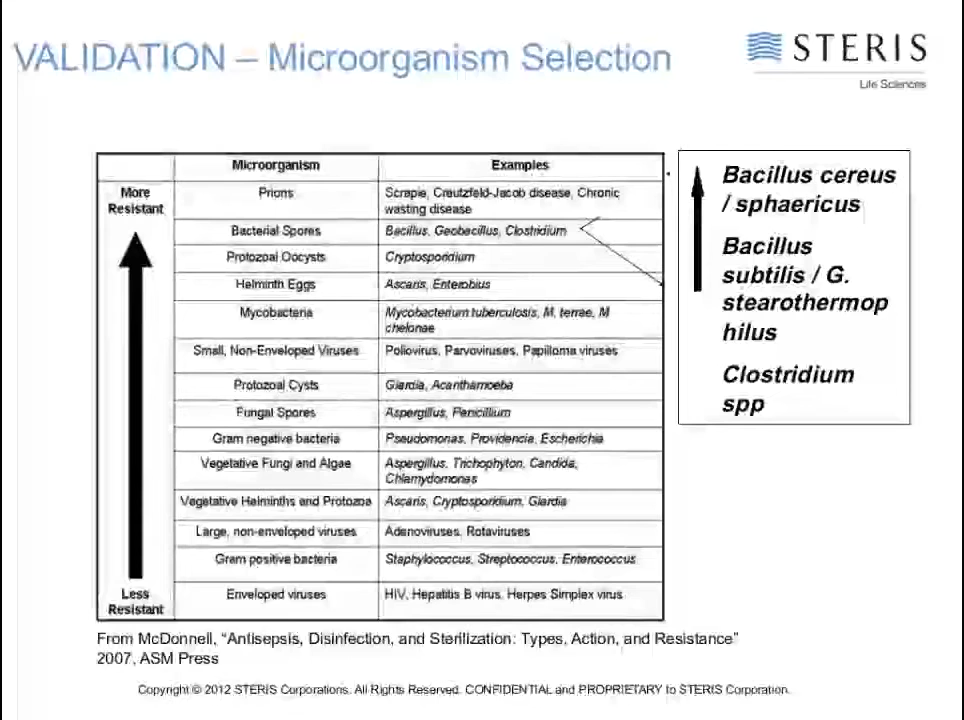 VALIDATION – Microorganism Selection
STERIS
Life Sciences
Microorganism
Examples
More
Resistant
Prions
Scrapie, Creutzfeld-Jacob disease, Chronic
wasting disease
Bacterial Spores
Bacillus, Geobacillus, Clostridium
Protozoal Oocysts
Cryptosporidium
Helminth Eggs
Ascaris, Enterobius
Mycobacteria
Mycobacterium tuberculosis, M. terrae, M
chelonae
Small, Non-Enveloped Viruses
Poliovirus, Parvoviruses, Papilloma viruses
Protozoal Cysts
Giardia, Acanthamoeba
Fungal Spores
Aspergillus, Penicillium
Gram negative bacteria
Pseudomonas, Providencia, Escherichia
Vegetative Fungi and Algae
Aspergillus, Trichophyton, Candida,
Chlamydomonas
Vegetative Helminths and Protozoa
Ascaris, Cryptosporidium, Giardia
Large, non-enveloped viruses
Adenoviruses, Rotaviruses
Gram positive bacteria
Staphylococcus, Streptococcus, Enterococcus
Less
Resistant
Enveloped viruses
HIV, Hepatitis B virus, Herpes Simplex virus
Bacillus cereus
/ sphaericus
Bacillus
subtilis / G.
stearothermop
hilus
Clostridium
spp
From McDonnell, “Antisepsis, Disinfection, and Sterilization: Types, Action, and Resistance”
2007, ASM Press
Copyright © 2012 STERIS Corporations. All Rights Reserved. CONFIDENTIAL and PROPRIETARY to STERIS Corporation.